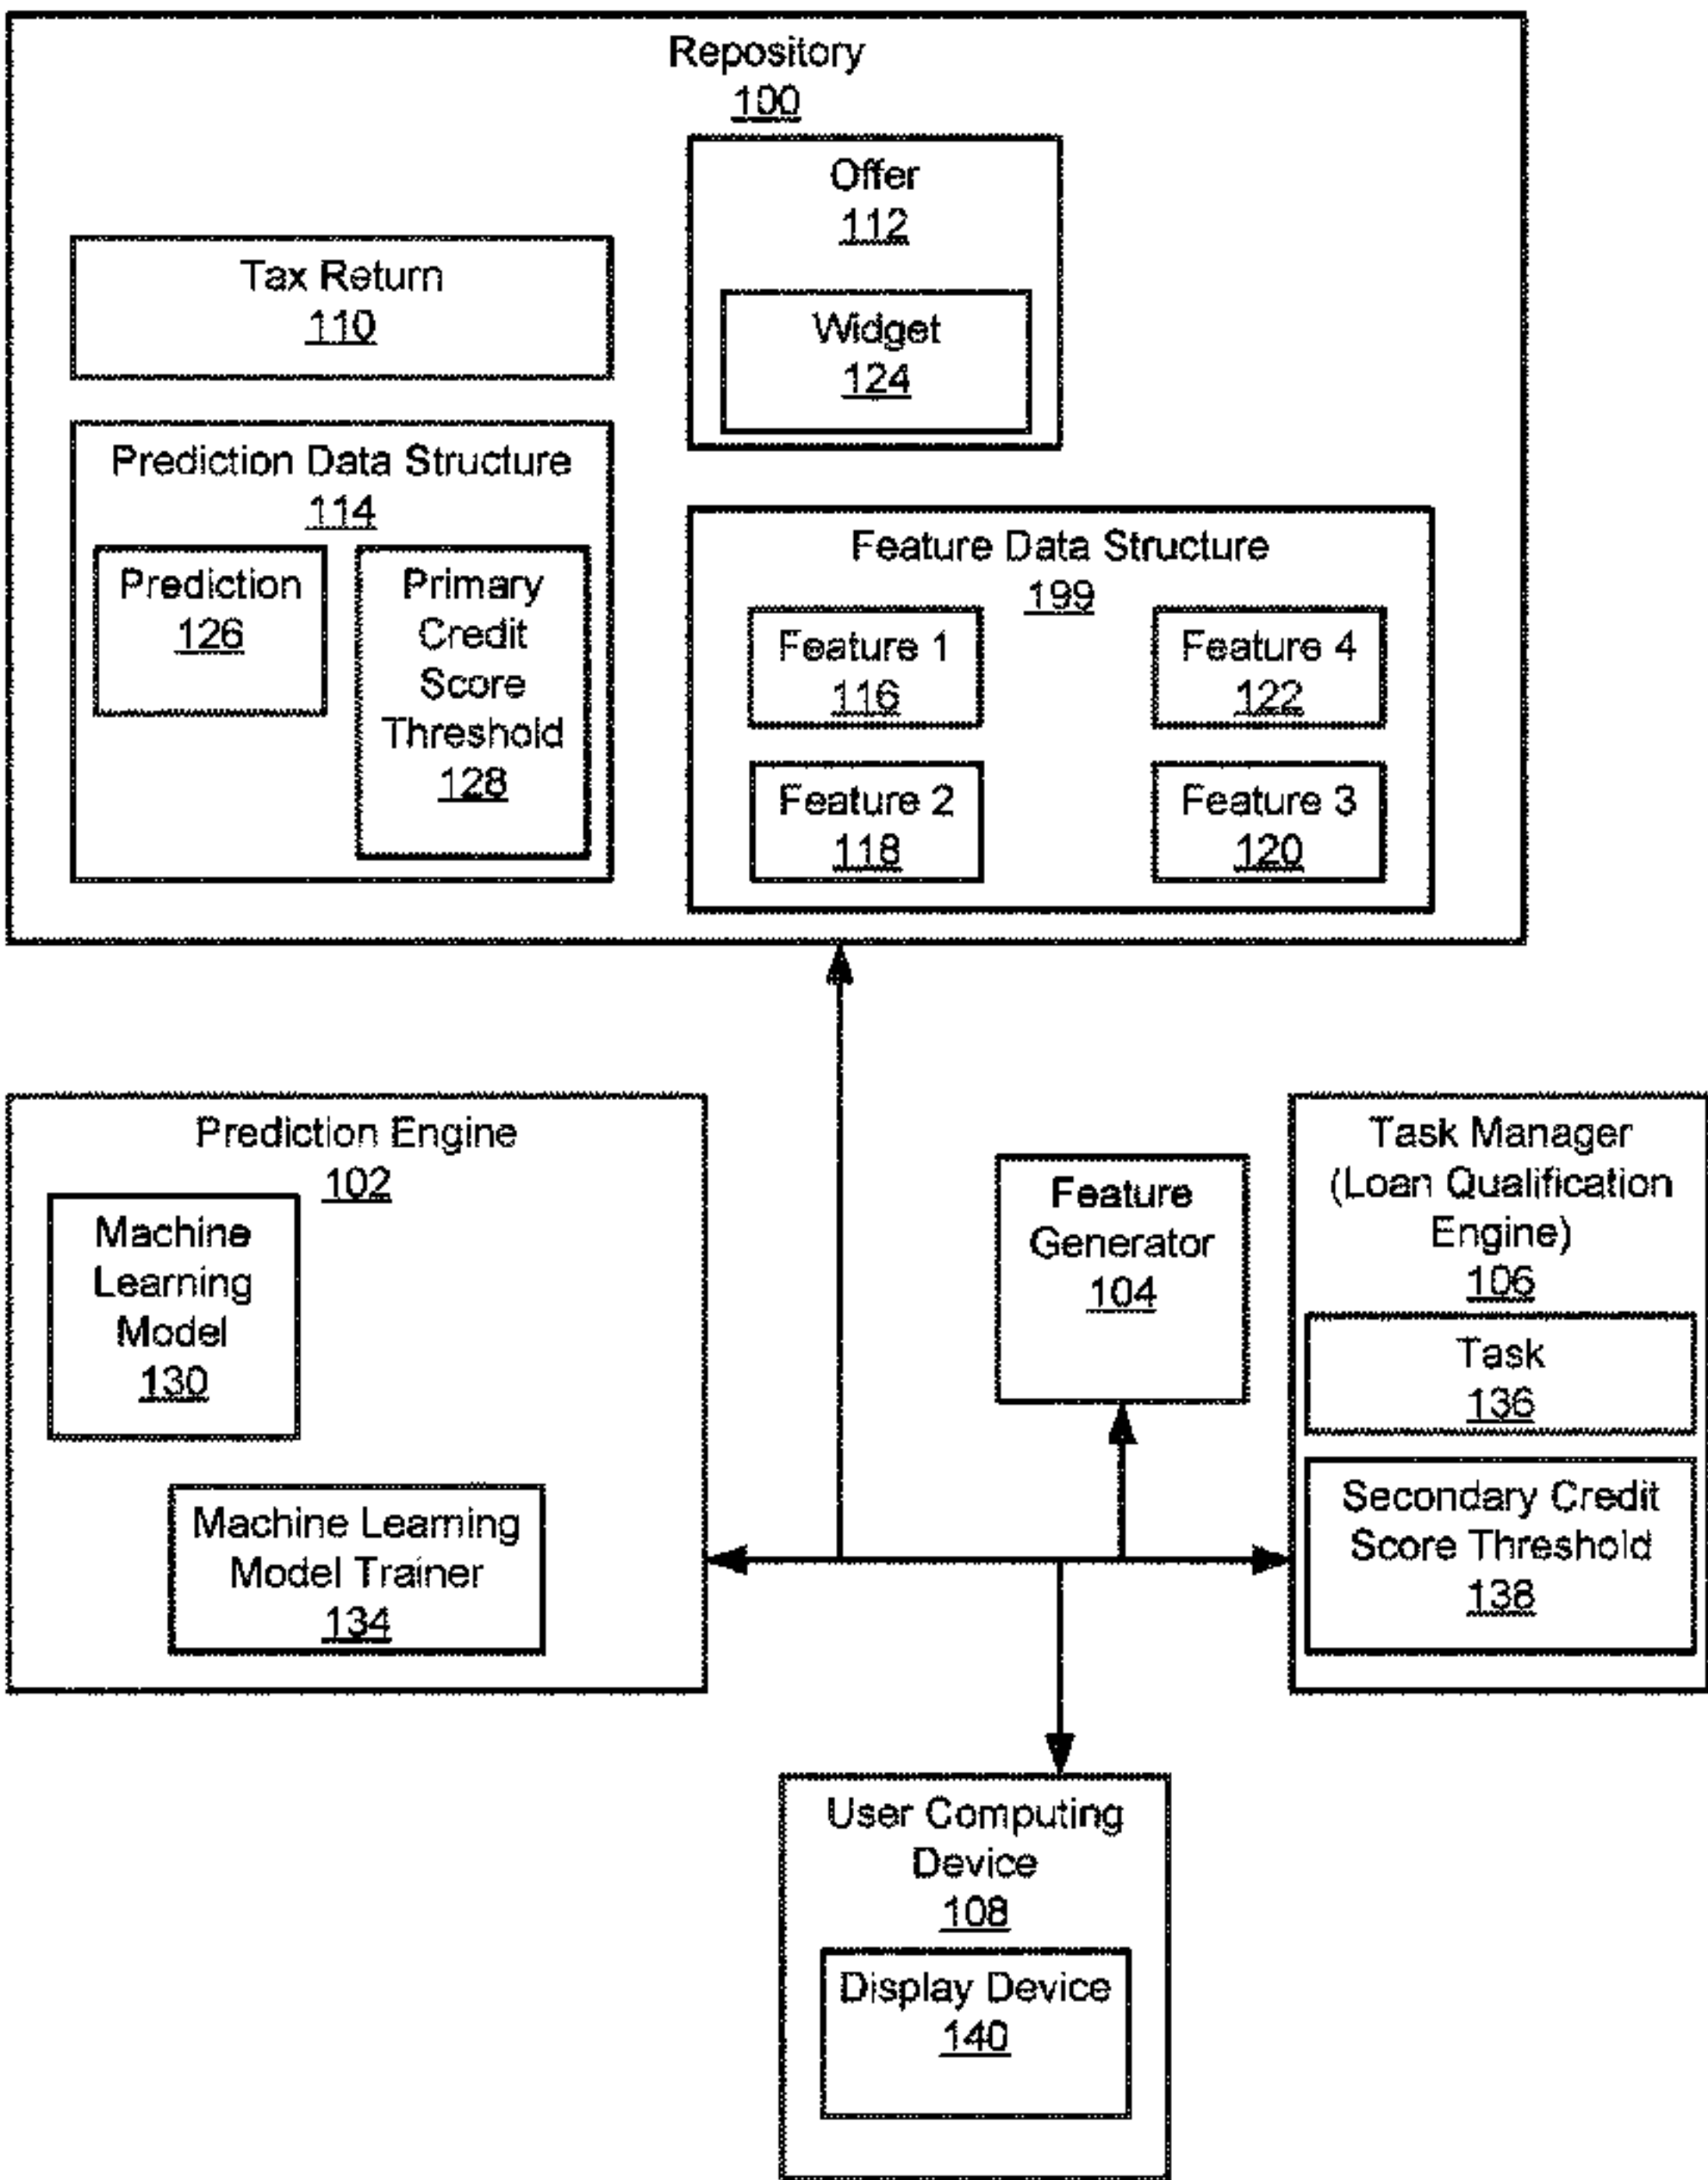 Repository
100
Offer
112
Widget
124
Tax Return
110
Prediction Data Structure
114
Prediction
126
Primary
Credit
Score
Threshold
128
Feature Data Structure
199
Feature 1
116
Feature 4
122
Feature 2
118
Feature 3
120
Prediction Engine
102
Machine
Learning
Model
130
Machine Learning
Model Trainer
134
Feature
Generator
104
Task Manager
(Loan Qualification
Engine)
106
Task
136
Secondary Credit
Score Threshold
138
User Computing
Device
108
Display Device
140